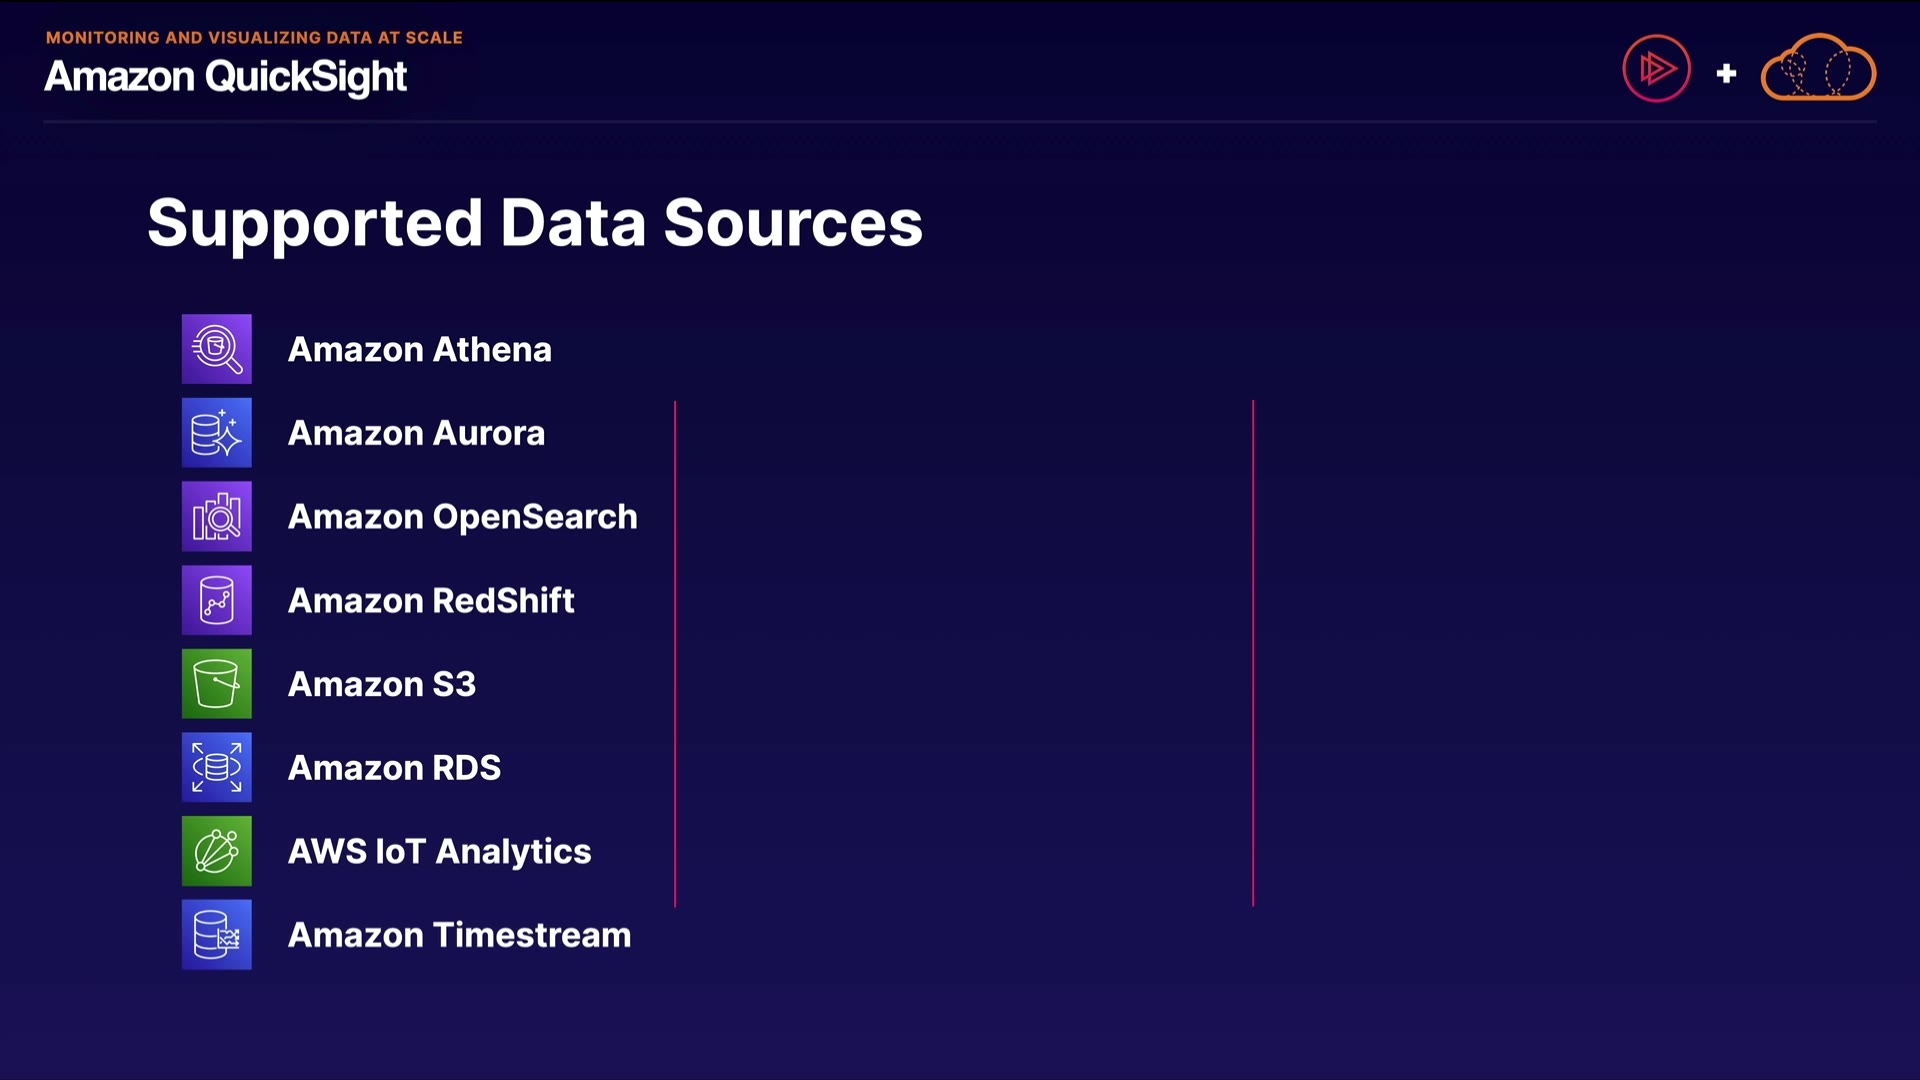 MONITORING AND VISUALIZING DATA AT SCALE
Amazon QuickSight
Supported Data Sources
Amazon Athena
Amazon Aurora
Amazon OpenSearch
Amazon RedShift
Amazon S3
Amazon RDS
AWS IoT Analytics
Amazon Timestream